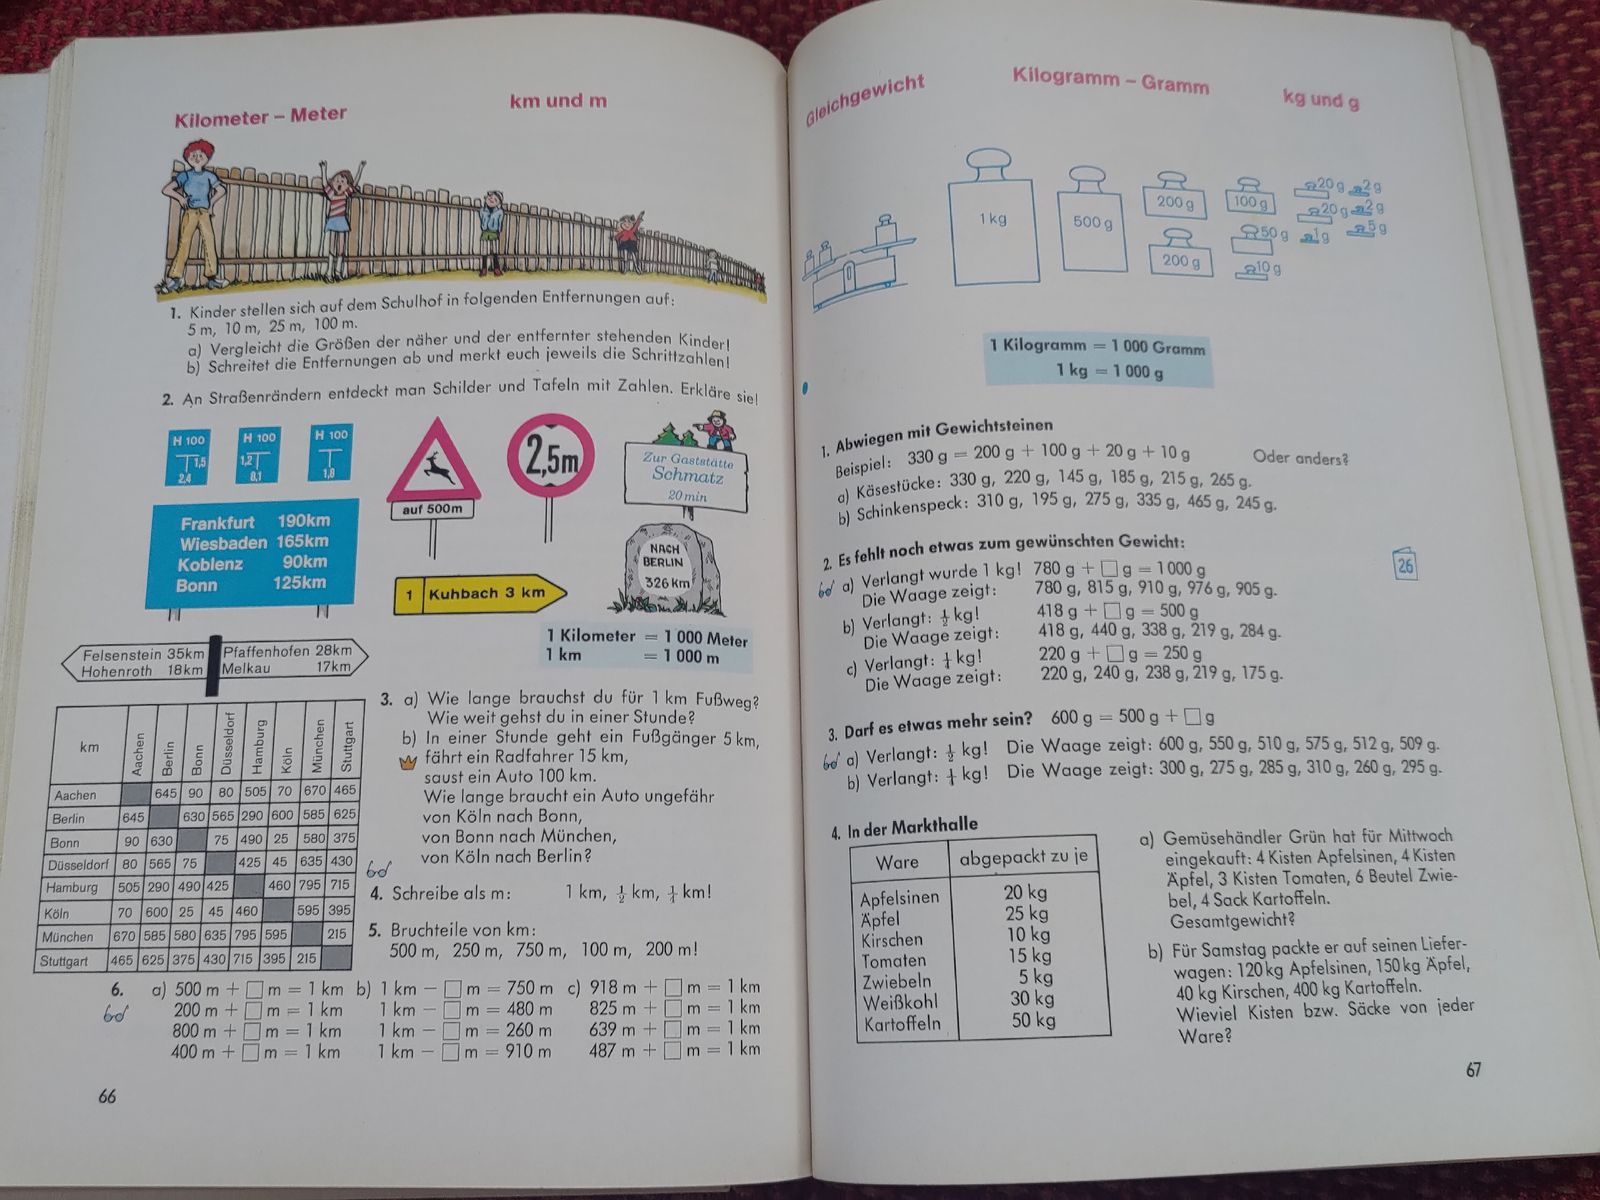 Kilometer – Meter
km und m
1. Kinder stellen sich auf dem Schulhof in folgenden Entfernungen auf:
5 m, 10 m, 25 m, 100 m.
a) Vergleicht die Größen der näher und der entfernter stehenden Kinder!
b) Schreitet die Entfernungen ab und merkt euch jeweils die Schrittzahlen!
2. An Straßenrändern entdeckt man Schilder und Tafeln mit Zahlen. Erkläre sie!
H 100
1,5
2,4
H 100
1,2
8,1
H 100
1,8
auf 500m
2,5m
Zur Gaststätte
Schmatz
20 min
Frankfurt 190km
Wiesbaden 165km
Koblenz 90km
Bonn 125km
1 Kuhbach 3 km
NACH
BERLIN
326 Km
1 Kilometer = 1 000 Meter
1 km = 1 000 m
Felsenstein 35km
Hohenroth 18km
Pfaffenhofen 28km
Melkau 17km
km Aachen Berlin Bonn Düsseldorf Hamburg Köln München Stuttgart
Aachen 645 90 80 505 70 670 465
Berlin 645 630 565 290 600 585 625
Bonn 90 630 75 490 25 580 375
Düsseldorf 80 565 75 425 45 635 430
Hamburg 505 290 490 425 460 795 715
Köln 70 600 25 45 460 595 395
München 670 585 580 635 795 595 215
Stuttgart 465 625 375 430 715 395 215
3. a) Wie lange brauchst du für 1 km Fußweg?
Wie weit gehst du in einer Stunde?
b) In einer Stunde geht ein Fußgänger 5 km,
fährt ein Radfahrer 15 km,
saust ein Auto 100 km.
Wie lange braucht ein Auto ungefähr
von Köln nach Bonn,
von Bonn nach München,
von Köln nach Berlin?
4. Schreibe als m: 1 km, ½ km, ¼ km!
5. Bruchteile von km:
500 m, 250 m, 750 m, 100 m, 200 m!
6. a) 500 m + □ m = 1 km b) 1 km − □ m = 750 m c) 918 m + □ m = 1 km
200 m + □ m = 1 km 1 km − □ m = 480 m 825 m + □ m = 1 km
800 m + □ m = 1 km 1 km − □ m = 260 m 639 m + □ m = 1 km
400 m + □ m = 1 km 1 km − □ m = 910 m 487 m + □ m = 1 km
66
Gleichgewicht
Kilogramm – Gramm
kg und g
1 kg
500 g
200 g
200 g
100 g
50 g
10 g
20 g
20 g
1 g
2 g
2 g
5 g
1 Kilogramm = 1 000 Gramm
1 kg = 1 000 g
1. Abwiegen mit Gewichtsteinen
Beispiel: 330 g = 200 g + 100 g + 20 g + 10 g Oder anders?
a) Käsestücke: 330 g, 220 g, 145 g, 185 g, 215 g, 265 g.
b) Schinkenspeck: 310 g, 195 g, 275 g, 335 g, 465 g, 245 g.
2. Es fehlt noch etwas zum gewünschten Gewicht:
26
a) Verlangt wurde 1 kg! 780 g + □ g = 1 000 g
Die Waage zeigt: 780 g, 815 g, 910 g, 976 g, 905 g.
b) Verlangt: ½ kg! 418 g + □ g = 500 g
Die Waage zeigt: 418 g, 440 g, 338 g, 219 g, 284 g.
c) Verlangt: ¼ kg! 220 g + □ g = 250 g
Die Waage zeigt: 220 g, 240 g, 238 g, 219 g, 175 g.
3. Darf es etwas mehr sein? 600 g = 500 g + □ g
a) Verlangt: ½ kg! Die Waage zeigt: 600 g, 550 g, 510 g, 575 g, 512 g, 509 g.
b) Verlangt: ¼ kg! Die Waage zeigt: 300 g, 275 g, 285 g, 310 g, 260 g, 295 g.
4. In der Markthalle
Ware abgepackt zu je
Apfelsinen 20 kg
Äpfel 25 kg
Kirschen 10 kg
Tomaten 15 kg
Zwiebeln 5 kg
Weißkohl 30 kg
Kartoffeln 50 kg
a) Gemüsehändler Grün hat für Mittwoch
eingekauft: 4 Kisten Apfelsinen, 4 Kisten
Äpfel, 3 Kisten Tomaten, 6 Beutel Zwie-
bel, 4 Sack Kartoffeln.
Gesamtgewicht?
b) Für Samstag packte er auf seinen Liefer-
wagen: 120 kg Apfelsinen, 150 kg Äpfel,
40 kg Kirschen, 400 kg Kartoffeln.
Wieviel Kisten bzw. Säcke von jeder
Ware?
67